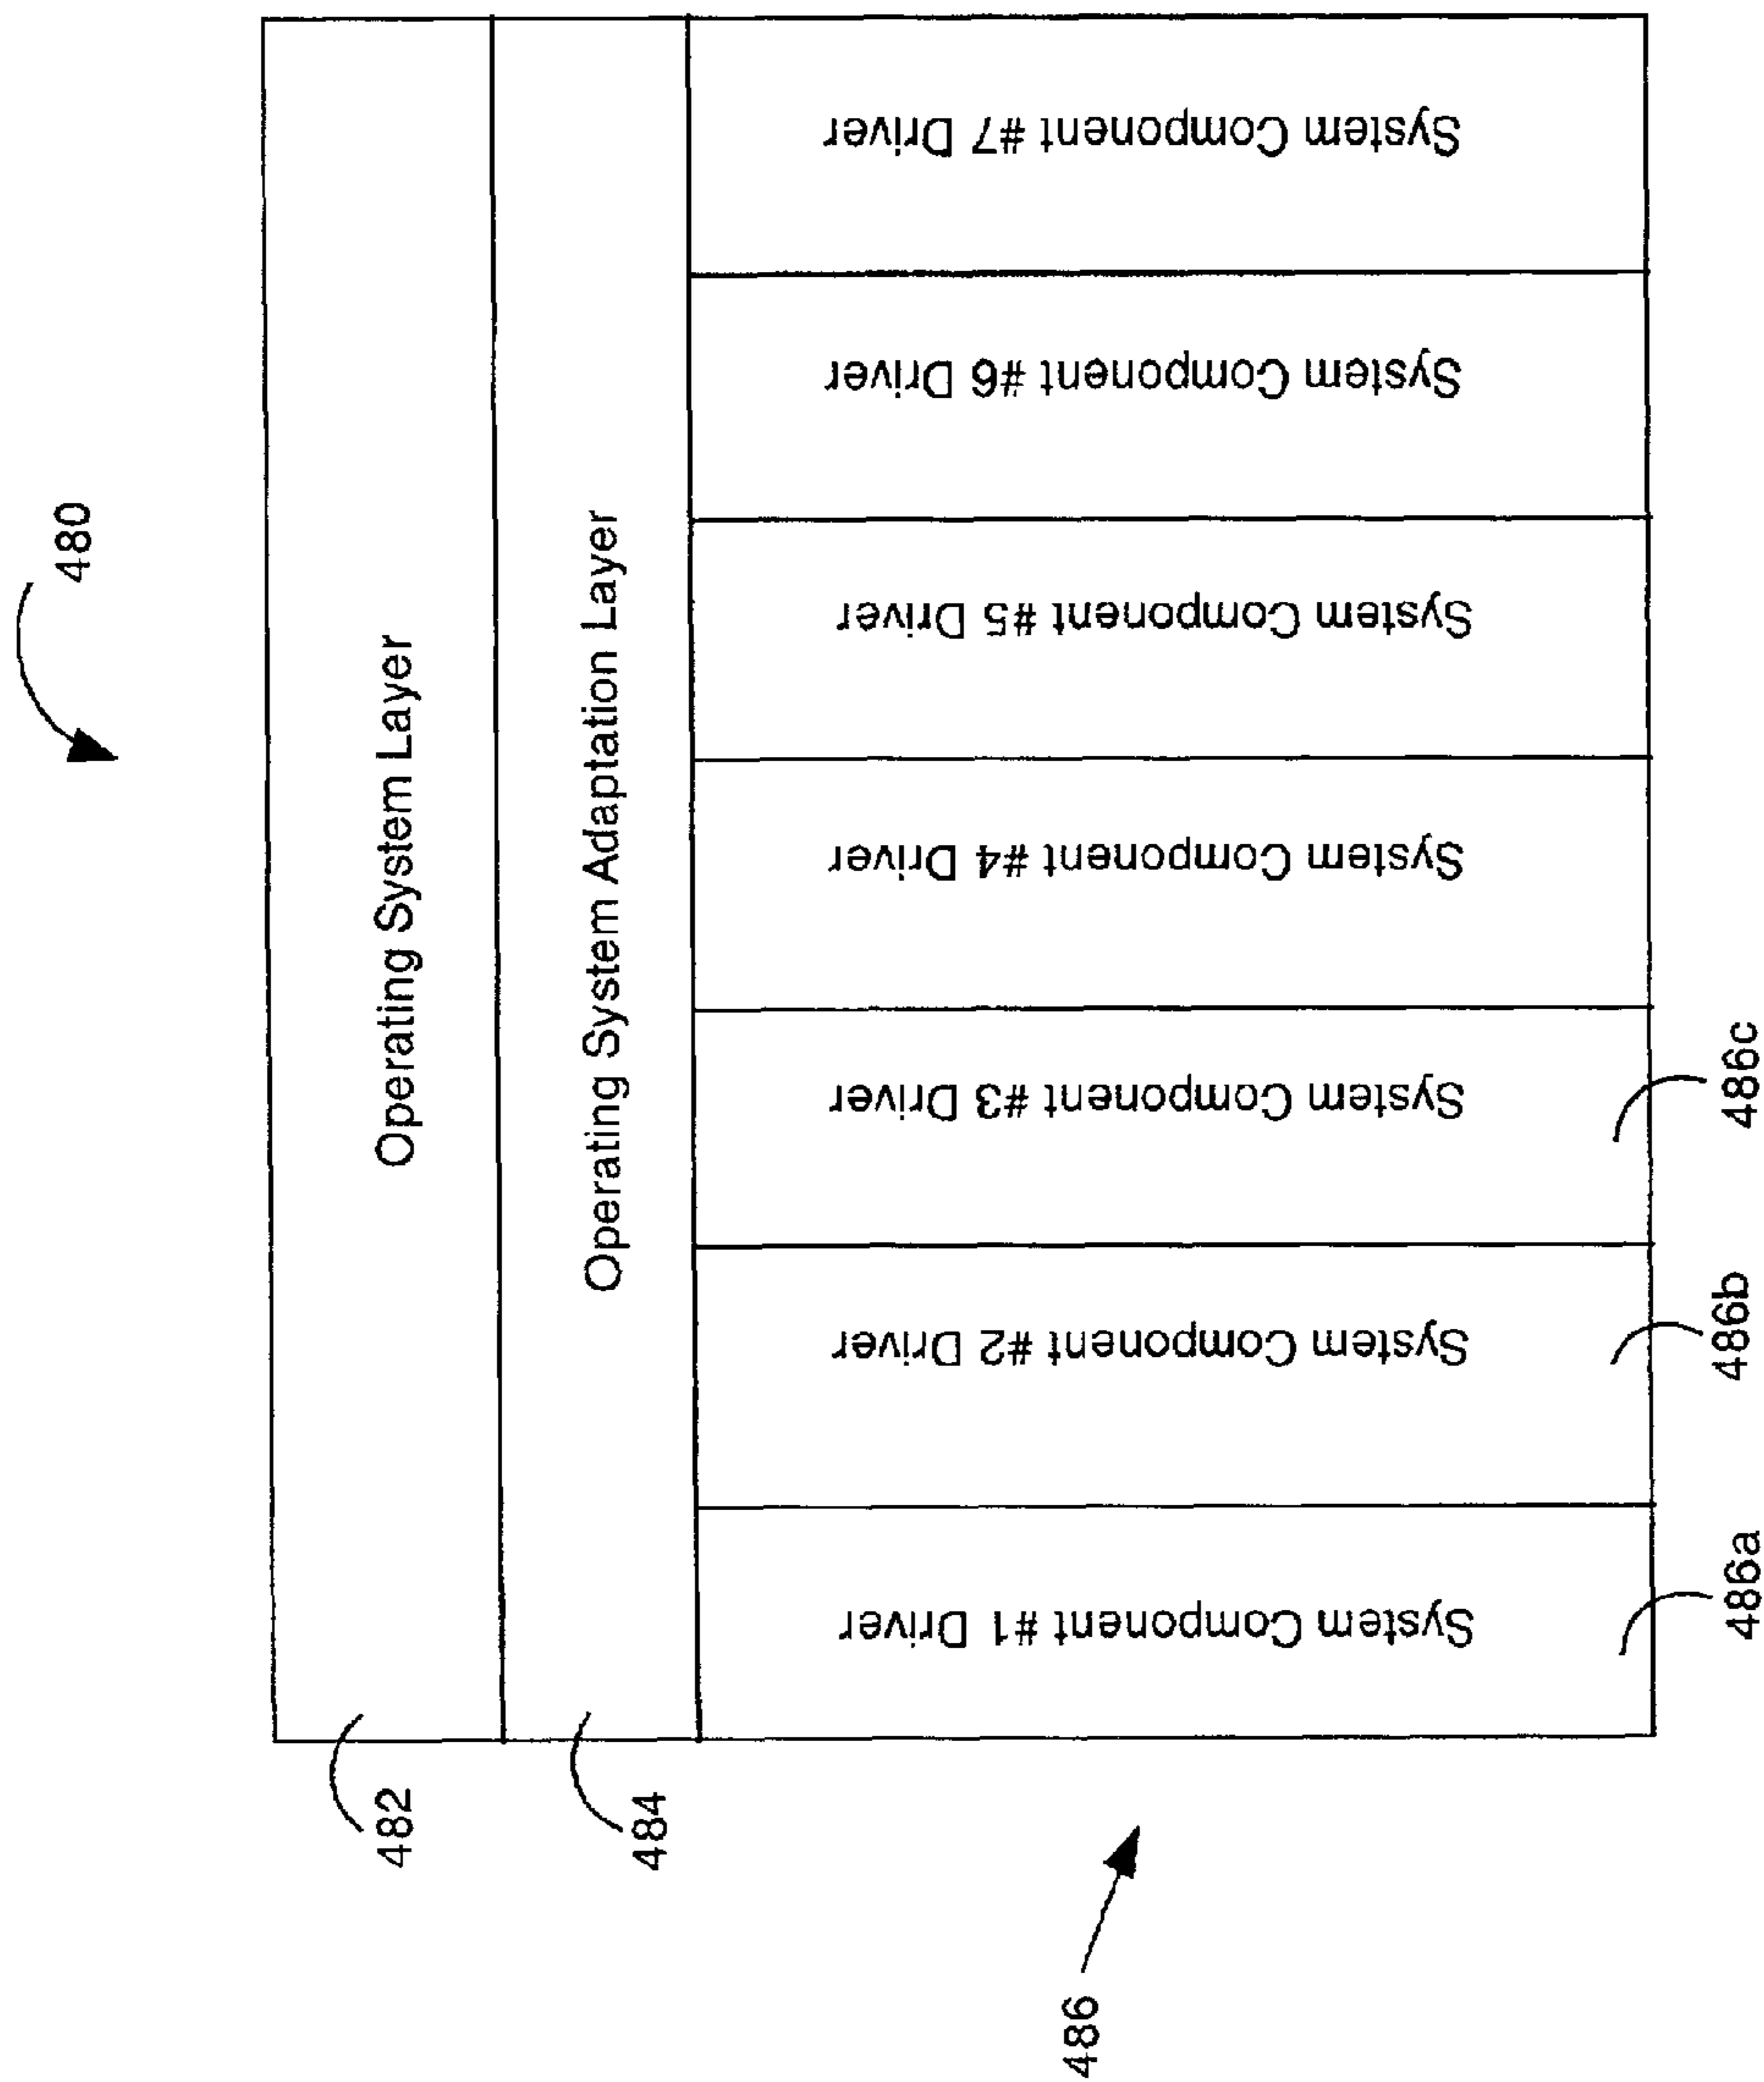 480
Operating System Layer
482
Operating System Adaptation Layer
484
486
System Component #1 Driver
System Component #2 Driver
System Component #3 Driver
System Component #4 Driver
System Component #5 Driver
System Component #6 Driver
System Component #7 Driver
486a
486b
486c